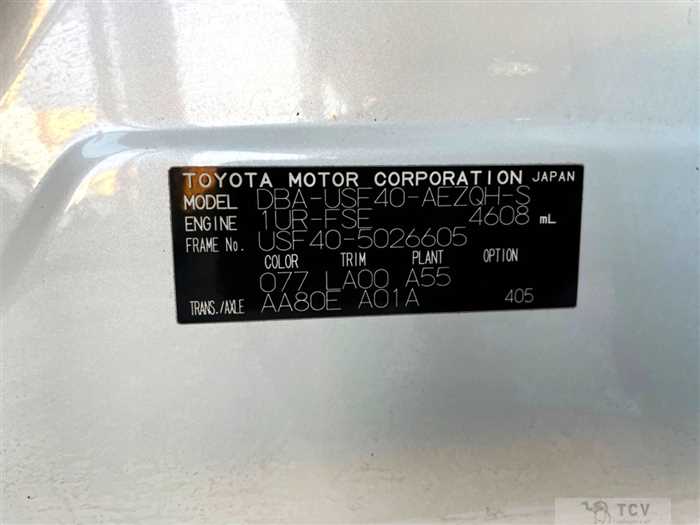 TOYOTA MOTOR CORPORATION JAPAN
MODEL DBA-USF40-AEZQH-S
ENGINE 1UR-FSE 4608 mL
FRAME No. USF40-5026605
COLOR TRIM PLANT OPTION
077 LA00 A55
TRANS./AXLE AA80E A01A 405
TCV